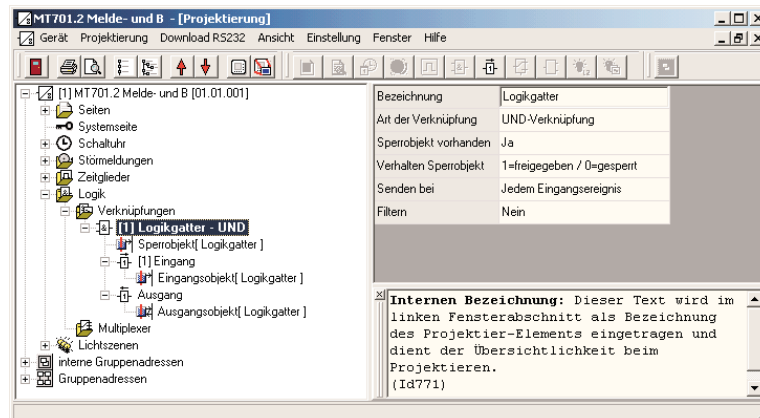 MT701.2 Melde- und B - [Projektierung]
Gerät Projektierung Download RS232 Ansicht Einstellung Fenster Hilfe
[1] MT701.2 Melde- und B [01.01.001]
Seiten
Systemseite
Schaltuhr
Störmeldungen
Zeitglieder
Logik
Verknüpfungen
[1] Logikgatter - UND
Sperrobjekt[ Logikgatter ]
[1] Eingang
Eingangsobjekt[ Logikgatter ]
Ausgang
Ausgangsobjekt[ Logikgatter ]
Multiplexer
Lichtszenen
interne Gruppenadressen
Gruppenadressen
Bezeichnung Logikgatter
Art der Verknüpfung UND-Verknüpfung
Sperrobjekt vorhanden Ja
Verhalten Sperrobjekt 1=freigegeben / 0=gesperrt
Senden bei Jedem Eingangsereignis
Filtern Nein
Internen Bezeichnung: Dieser Text wird im
linken Fensterabschnitt als Bezeichnung
des Projektier-Elements eingetragen und
dient der Übersichtlichkeit beim
Projektieren.
(Id771)